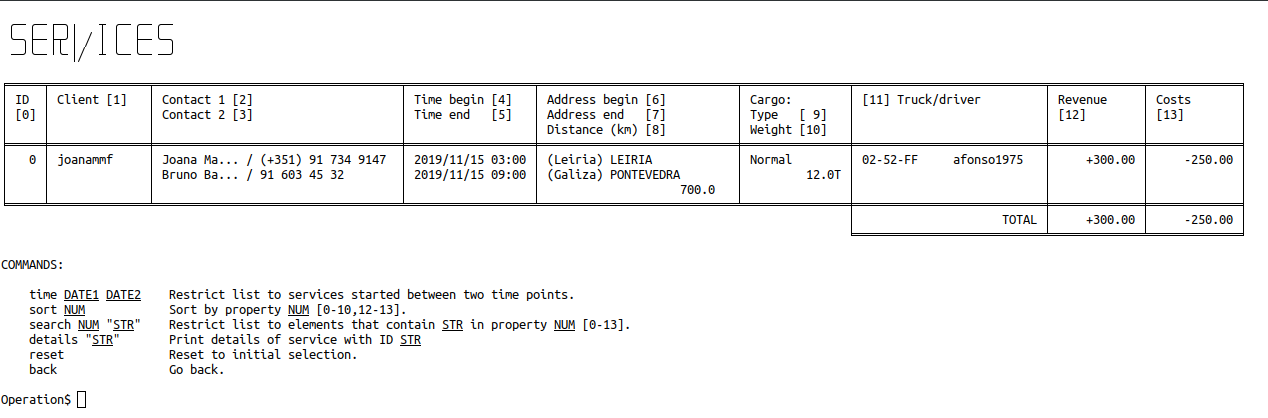 SERVICES
ID Client [1] Contact 1 [2] Time begin [4] Address begin [6] Cargo: [11] Truck/driver Revenue Costs
[0] Contact 2 [3] Time end [5] Address end [7] Type [ 9] [12] [13]
Distance (km) [8] Weight [10]
0 joanammf Joana Ma... / (+351) 91 734 9147 2019/11/15 03:00 (Leiria) LEIRIA Normal 02-52-FF afonso1975 +300.00 -250.00
Bruno Ba... / 91 603 45 32 2019/11/15 09:00 (Galiza) PONTEVEDRA 12.0T
700.0
TOTAL +300.00 -250.00
COMMANDS:
time DATE1 DATE2 Restrict list to services started between two time points.
sort NUM Sort by property NUM [0-10,12-13].
search NUM "STR" Restrict list to elements that contain STR in property NUM [0-13].
details "STR" Print details of service with ID STR
reset Reset to initial selection.
back Go back.
Operation$